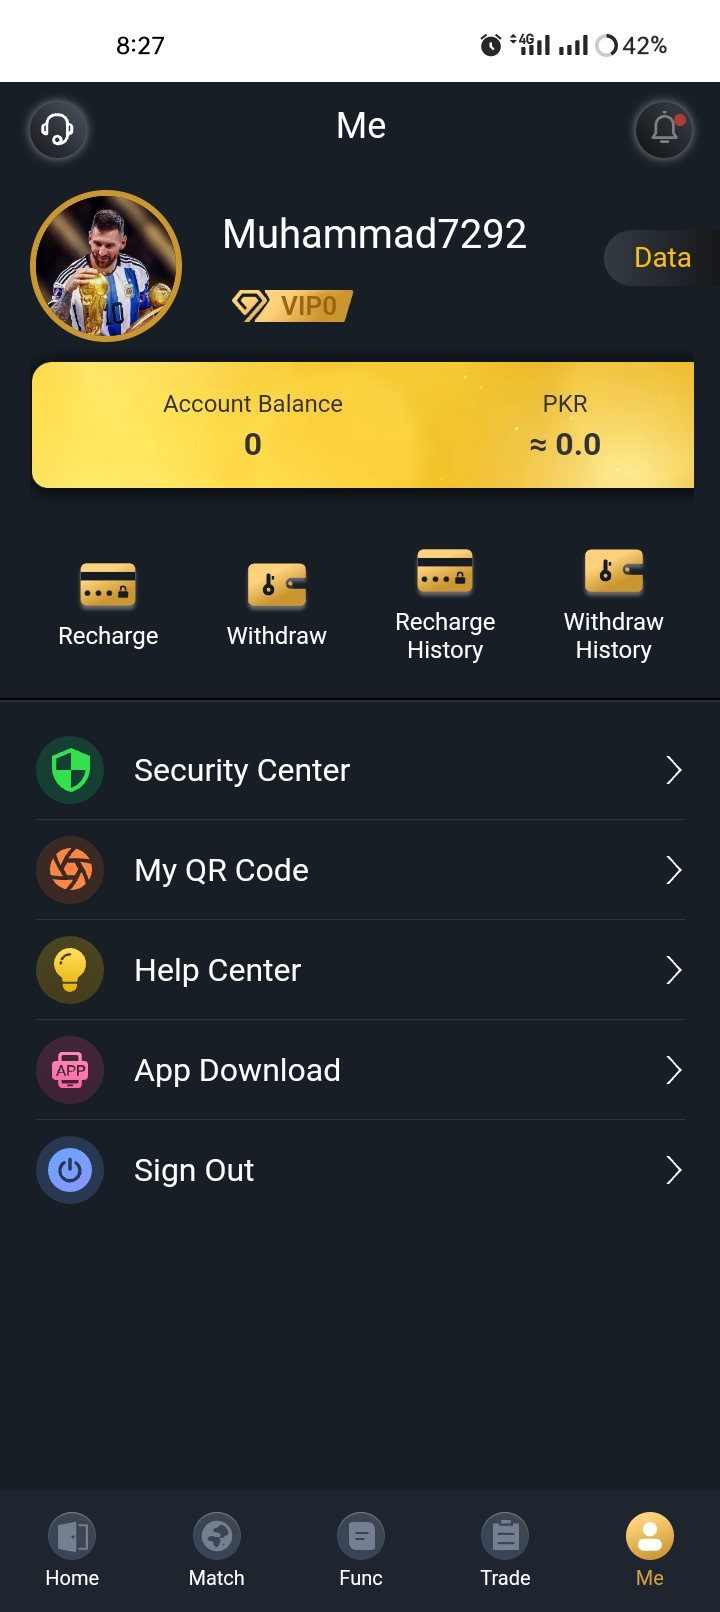 8:27
4G
42%
Me
Muhammad7292
Data
VIP0
Account Balance
PKR
0
≈ 0.0
Recharge
Withdraw
Recharge
History
Withdraw
History
Security Center
My QR Code
Help Center
APP
App Download
Sign Out
Home
Match
Func
Trade
Me
10